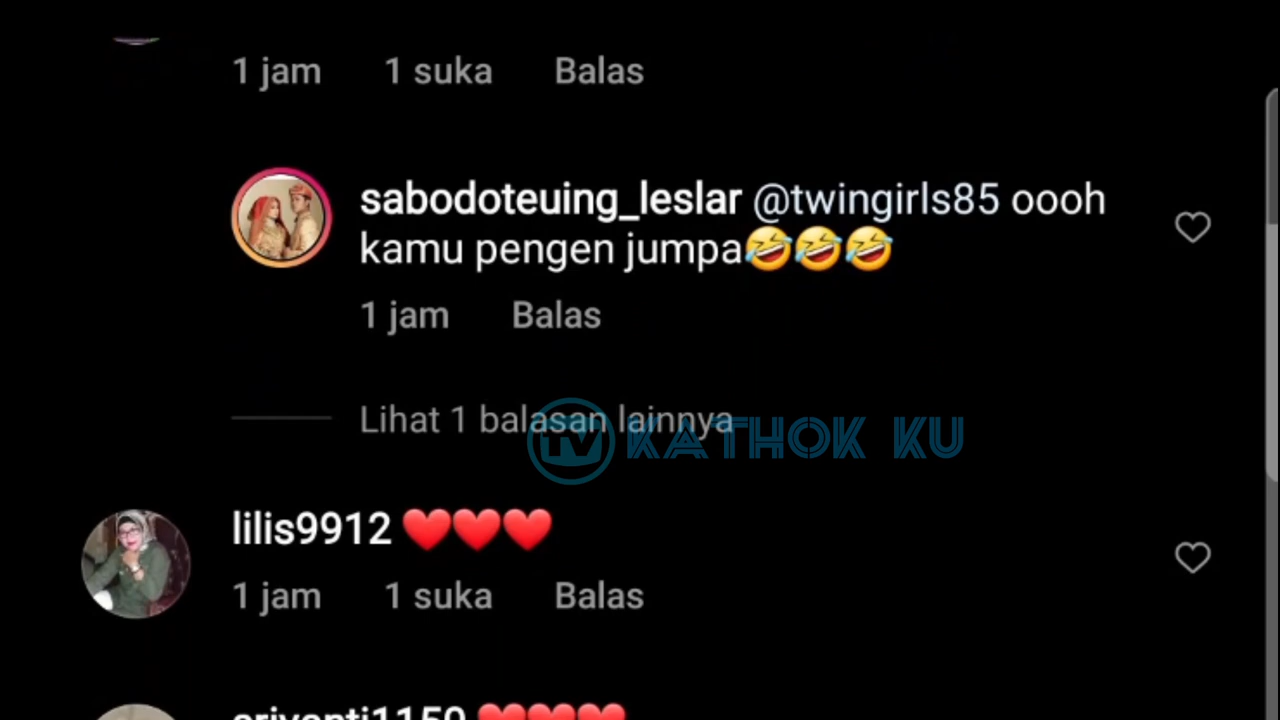 1 jam 1 suka Balas
sabodoteuing_leslar @twingirls85 oooh
kamu pengen jumpa🤣🤣🤣
1 jam Balas
Lihat 1 balasan lainnya
TV KATHOK KU
lilis9912 ❤️❤️❤️
1 jam 1 suka Balas
❤️❤️❤️